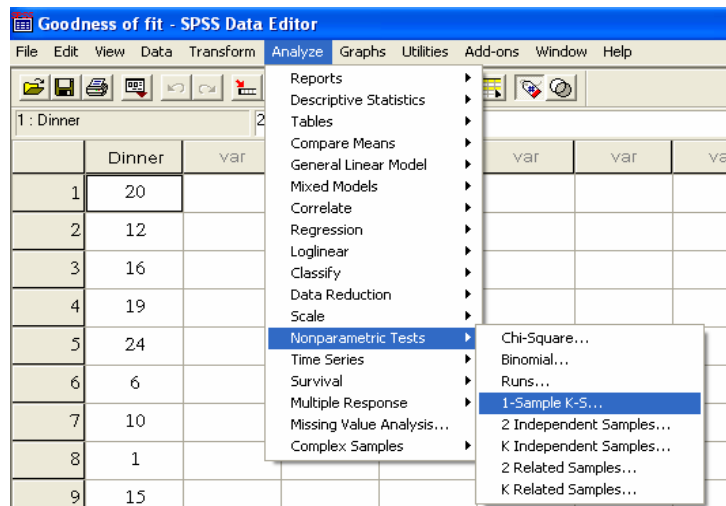 Goodness of fit - SPSS Data Editor
File Edit View Data Transform Analyze Graphs Utilities Add-ons Window Help
1 : Dinner 2
Dinner var var var va
1 20
2 12
3 16
4 19
5 24
6 6
7 10
8 1
9 15
Reports
Descriptive Statistics
Tables
Compare Means
General Linear Model
Mixed Models
Correlate
Regression
Loglinear
Classify
Data Reduction
Scale
Nonparametric Tests
Time Series
Survival
Multiple Response
Missing Value Analysis...
Complex Samples
Chi-Square...
Binomial...
Runs...
1-Sample K-S...
2 Independent Samples...
K Independent Samples...
2 Related Samples...
K Related Samples...